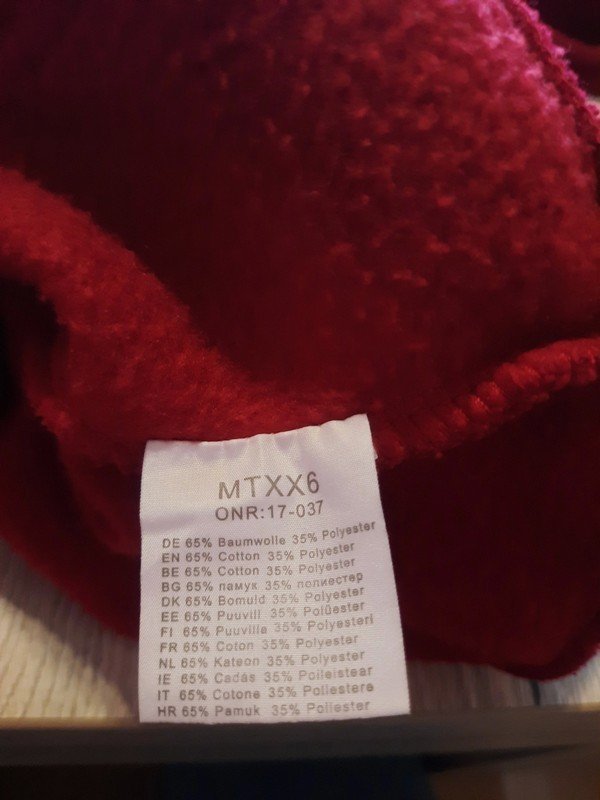 MTXX6
ONR:17-037
DE 65% Baumwolle 35% Polyester
EN 65% Cotton 35% Polyester
BE 65% Cotton 35% Polyester
BG 65% памук 35% полиестер
DK 65% Bomuld 35% Polyester
EE 65% Puuvill 35% Polüester
FI 65% Puuvilla 35% Polyesteri
FR 65% Coton 35% Polyester
NL 65% Katoen 35% Polyester
IE 65% Cadás 35% Poileistear
IT 65% Cotone 35% Poliestere
HR 65% Pamuk 35% Poliester